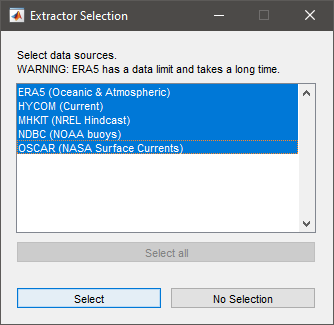 Extractor Selection
Select data sources.
WARNING: ERA5 has a data limit and takes a long time.
ERA5 (Oceanic & Atmospheric)
HYCOM (Current)
MHKIT (NREL Hindcast)
NDBC (NOAA buoys)
OSCAR (NASA Surface Currents)
Select all
Select
No Selection